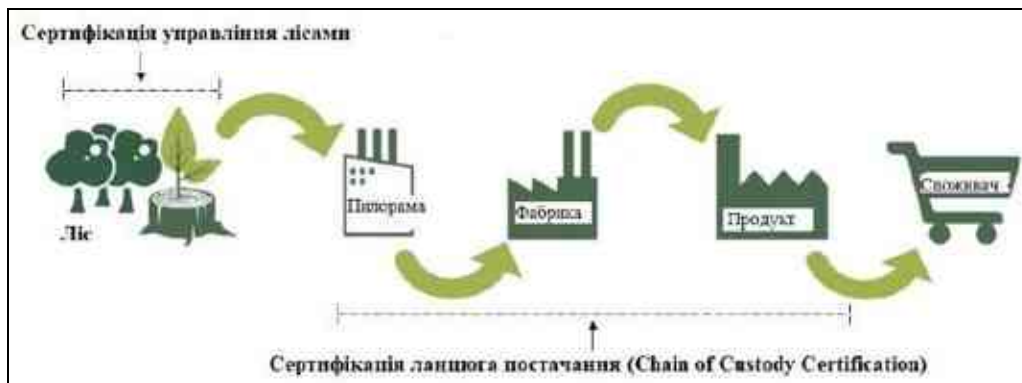 Сертифікація управління лісами
Ліс
Пилорама
Фабрика
Продукт
Споживач
Сертифікація ланцюга постачання (Chain of Custody Certification)